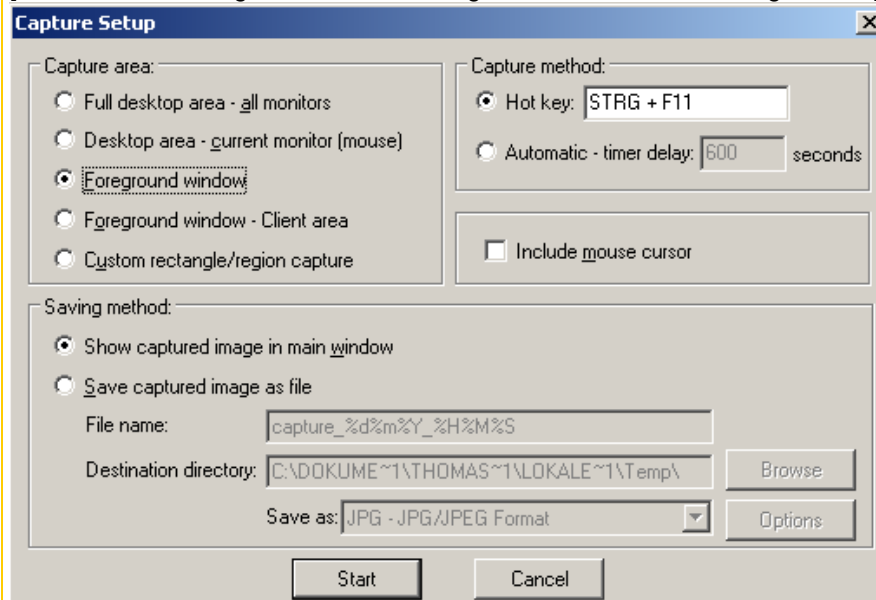 Capture Setup
Capture area:
Full desktop area - all monitors
Desktop area - current monitor (mouse)
Foreground window
Foreground window - Client area
Custom rectangle/region capture
Capture method:
Hot key: STRG + F11
Automatic - timer delay: 600 seconds
Include mouse cursor
Saving method:
Show captured image in main window
Save captured image as file
File name: capture_%d%m%Y_%H%M%S
Destination directory: C:\DOKUME~1\THOMAS~1\LOKALE~1\Temp\ Browse
Save as: JPG - JPG/JPEG Format Options
Start Cancel